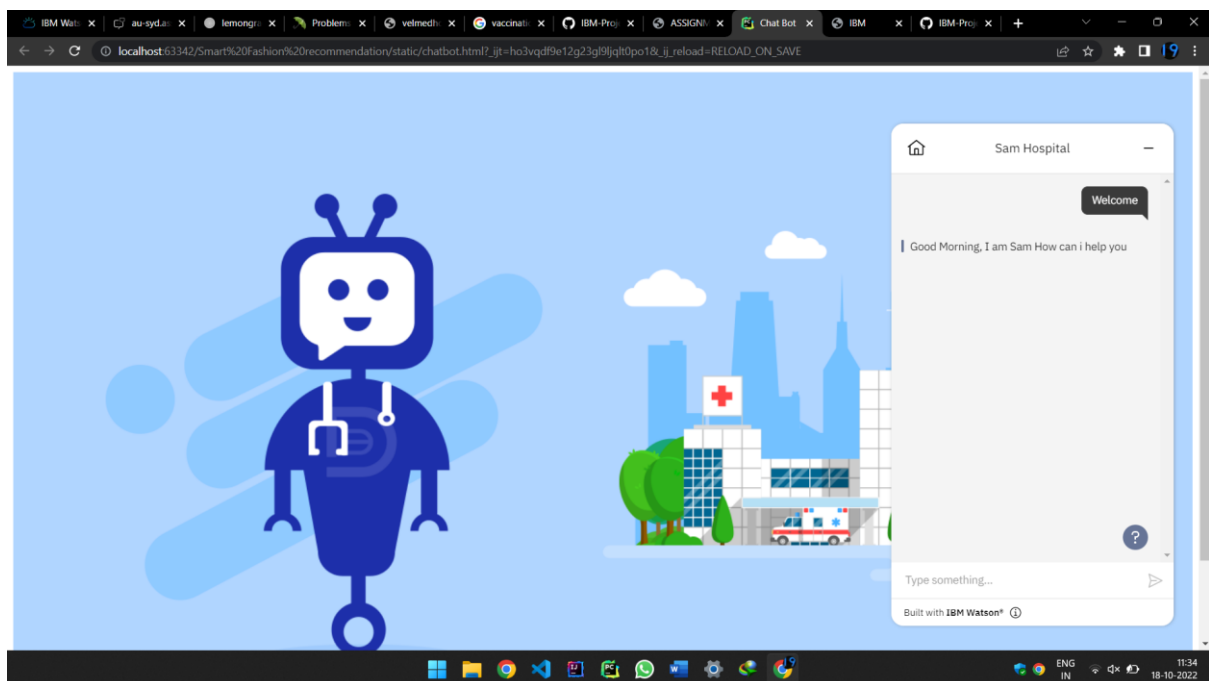 IBM Wats
au-syd.as
lemongra
Problems
velmedh
vaccinati
IBM-Proj
ASSIGNM
Chat Bot
IBM
IBM-Proj
localhost:63342/Smart%20Fashion%20recommendation/static/chatbot.html?_ijt=ho3vqdf9e12g23gl9ljqlt0po1&_ij_reload=RELOAD_ON_SAVE
19
Sam Hospital
Welcome
Good Morning, I am Sam How can i help you
?
Type something...
Built with IBM Watson®
19
ENG
IN
11:34
18-10-2022